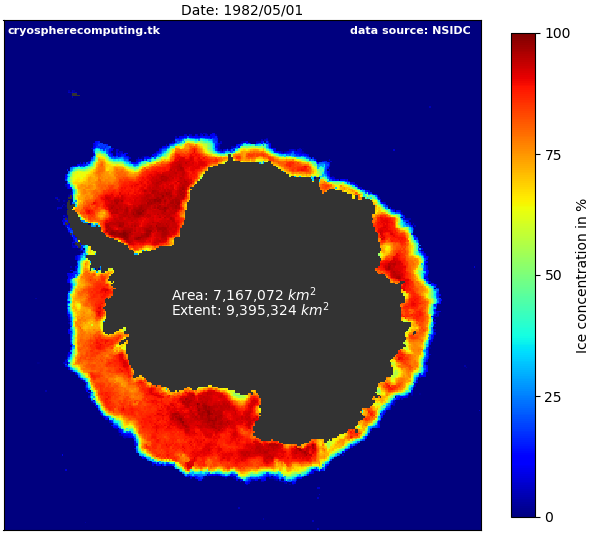 Date: 1982/05/01
cryospherecomputing.tk
data source: NSIDC
Area: 7,167,072 km²
Extent: 9,395,324 km²
100
75
50
25
0
Ice concentration in %